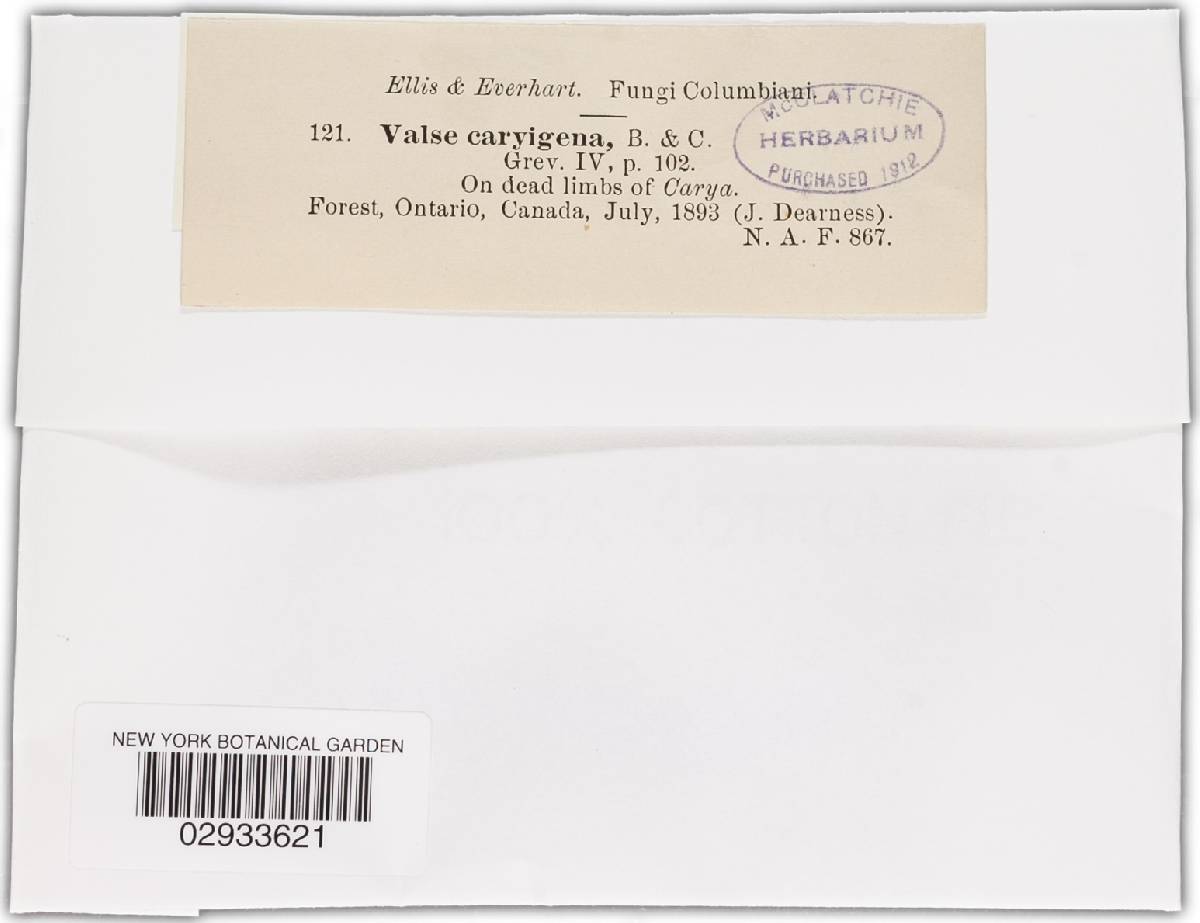 Ellis & Everhart. Fungi Columbiani.
121. Valse caryigena, B. & C.
Grev. IV, p. 102.
On dead limbs of Carya.
Forest, Ontario, Canada, July, 1893 (J. Dearness).
N. A. F. 867.
McCLATCHIE
HERBARIUM
PURCHASED 1912
NEW YORK BOTANICAL GARDEN
02933621